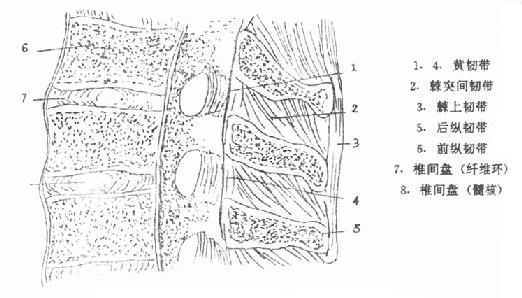 6
7
1
2
3
4
5
1. 4. 黄韧带
2. 棘突间韧带
3. 棘上韧带
5. 后纵韧带
6. 前纵韧带
7. 椎间盘（纤维环）
8. 椎间盘（髓核）